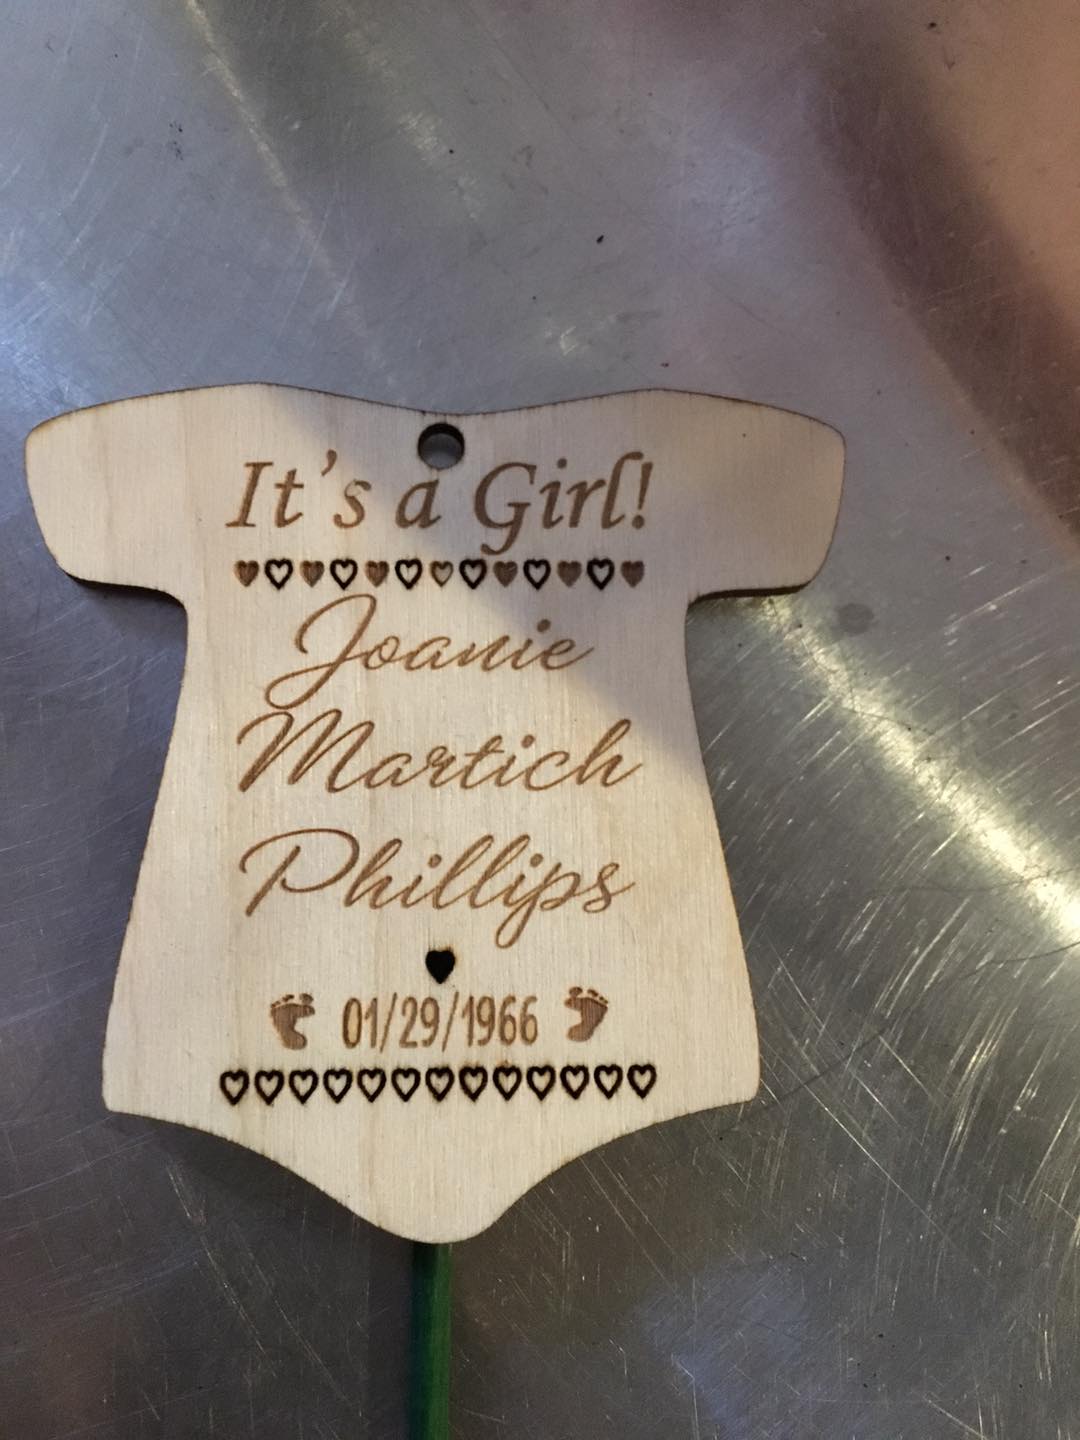 It's a Girl!
Joanie
Martich
Phillips
01/29/1966